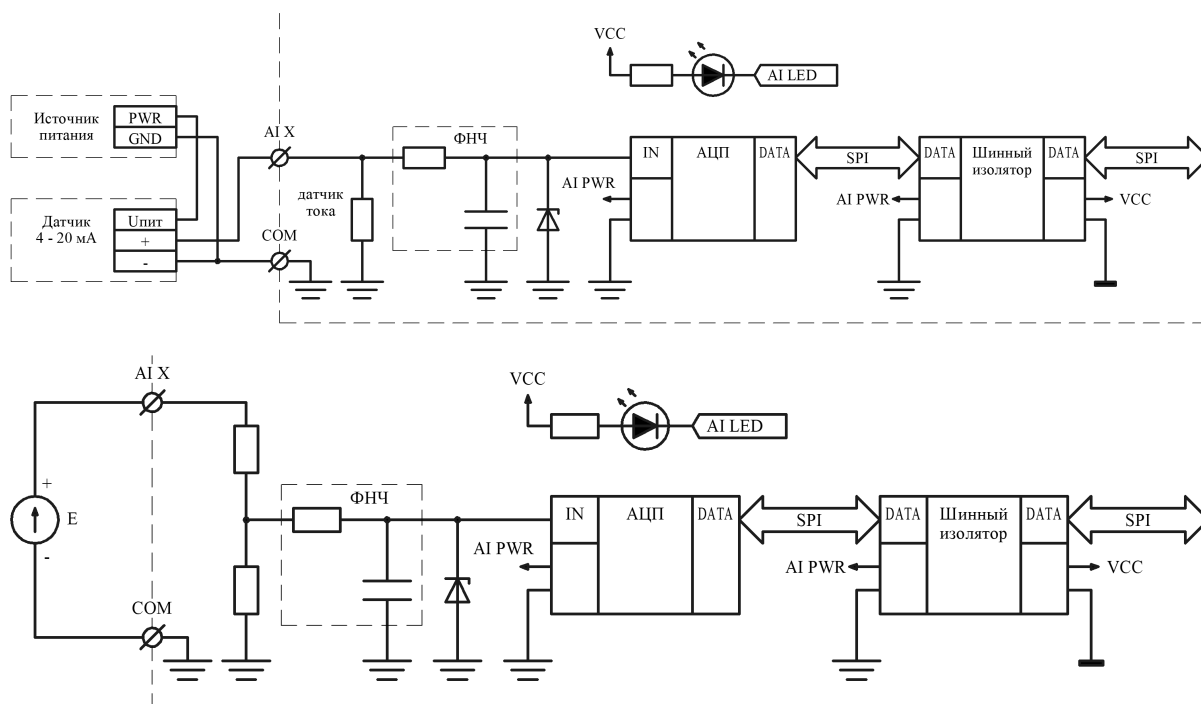 VCC
AI LED
Источник
питания
PWR
GND
AI X
ФНЧ
IN
АЦП
DATA
SPI
DATA
Шинный
изолятор
DATA
SPI
AI PWR
AI PWR
VCC
датчик
тока
Датчик
4 - 20 мА
Uпит
+
-
COM
AI X
VCC
AI LED
ФНЧ
+
E
-
IN
АЦП
DATA
SPI
DATA
Шинный
изолятор
DATA
SPI
AI PWR
AI PWR
VCC
COM